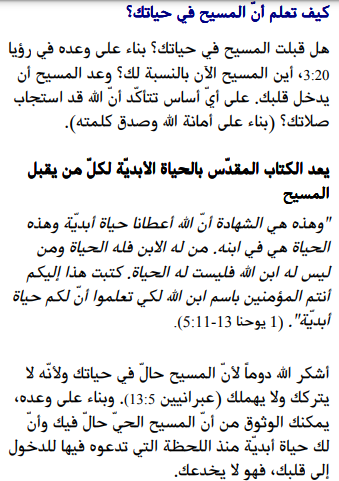 كيف تعلم أنّ المسيح في حياتك؟
هل قبلت المسيح في حياتك؟ بناء على وعده في رؤيا
3:20، أين المسيح الآن بالنسبة لك؟ وعد المسيح أن
يدخل قلبك. على أيّ أساس تتأكّد أنّ الله قد استجاب
صلاتك؟ (بناء على أمانة الله وصدق كلمته).
يعد الكتاب المقدّس بالحياة الأبديّة لكلّ من يقبل
المسيح
"وهذه هي الشهادة أنّ الله أعطانا حياة أبديّة وهذه
الحياة هي في ابنه. من له الابن فله الحياة ومن
ليس له ابن الله فليست له الحياة. كتبت هذا إليكم
أنتم المؤمنين باسم ابن الله لكي تعلموا أنّ لكم حياة
أبديّة". (1 يوحنا 13-5:11).
أشكر الله دوماً لأنّ المسيح حالّ في حياتك ولأنّه لا
يتركك ولا يهملك (عبرانيين 13:5). وبناء على وعده،
يمكنك الوثوق من أنّ المسيح الحيّ حالّ فيك وأنّ
لك حياة أبديّة منذ اللحظة التي تدعوه فيها للدخول
إلى قلبك، فهو لا يخدعك.